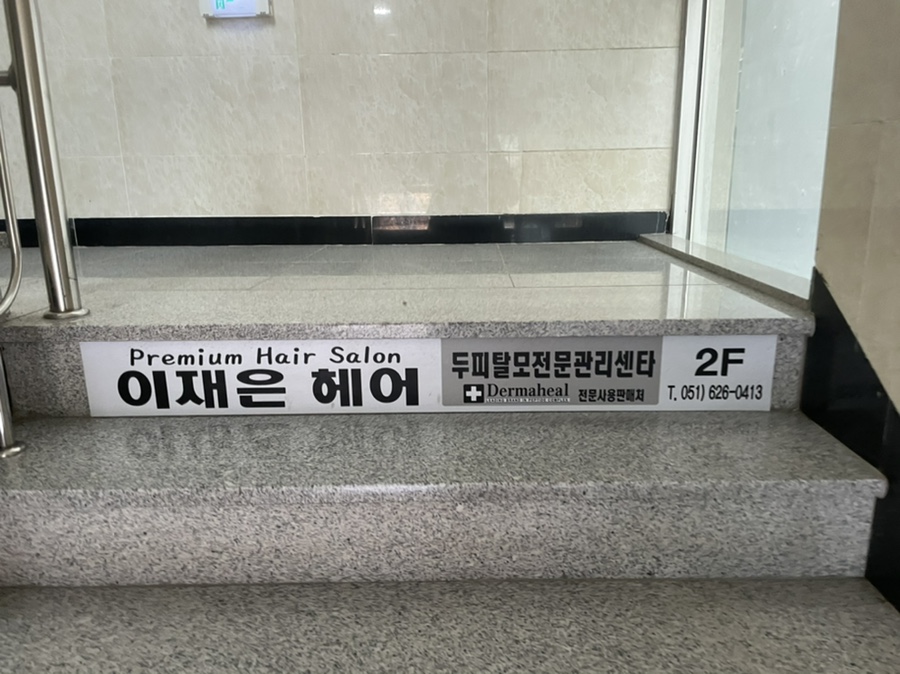 Premium Hair Salon
이재은 헤어
두피탈모전문관리센타
Dermaheal
전문사용판매처
2F
T. 051) 626-0413